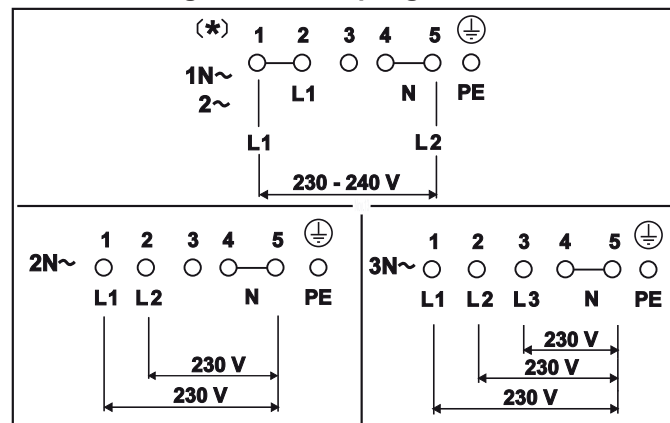 (*) 1 2 3 4 5
1N~ L1 N PE
2~
L1 L2
230 - 240 V
1 2 3 4 5
2N~
L1 L2 N PE
230 V
230 V
1 2 3 4 5
3N~
L1 L2 L3 N PE
230 V
230 V
230 V